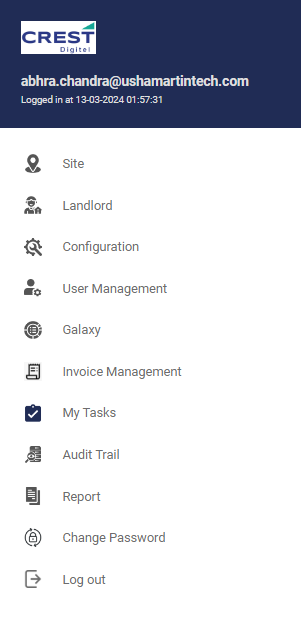 CREST
Digitel
abhra.chandra@ushamartintech.com
Logged in at 13-03-2024 01:57:31
Site
Landlord
Configuration
User Management
Galaxy
Invoice Management
My Tasks
Audit Trail
Report
Change Password
Log out